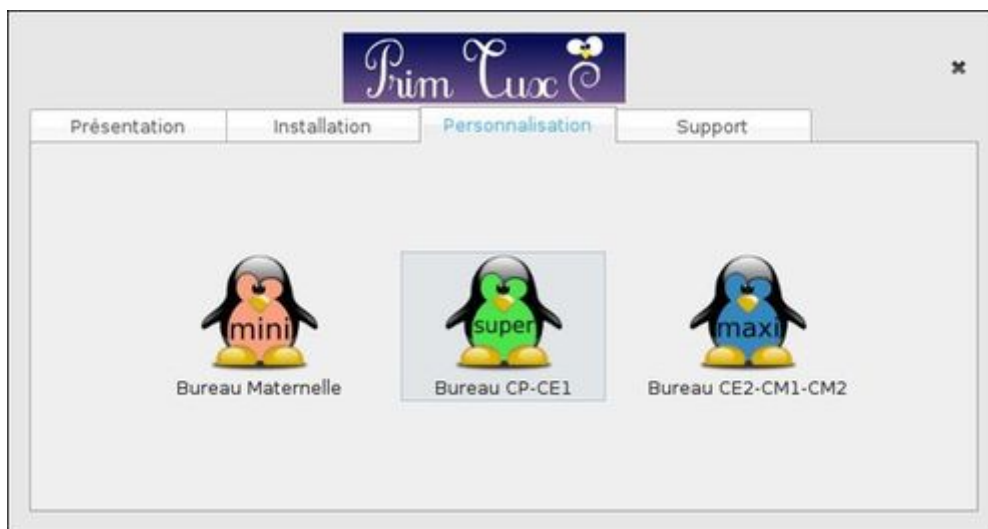 Prim Tux
Présentation Installation Personnalisation Support
mini super maxi
Bureau Maternelle Bureau CP-CE1 Bureau CE2-CM1-CM2